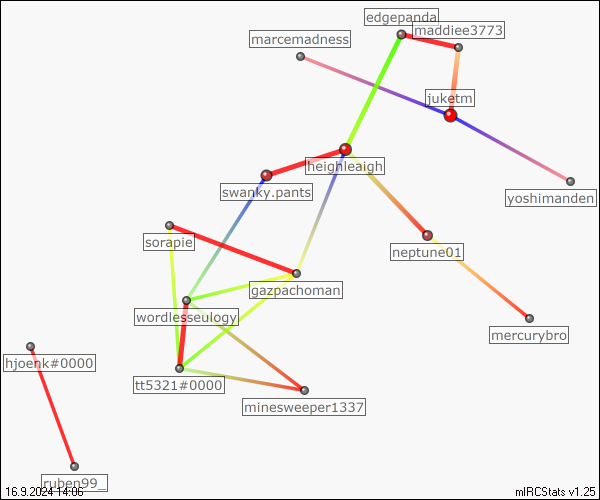 edgepanda
maddiee3773
marcemadness
juketm
heighleaigh
swanky.pants
yoshimanden
sorapie
neptune01
gazpachoman
wordlesseulogy
mercurybro
hjoenk#0000
tt5321#0000
minesweeper1337
ruben99_
16.9.2024 14:06
mIRCStats v1.25